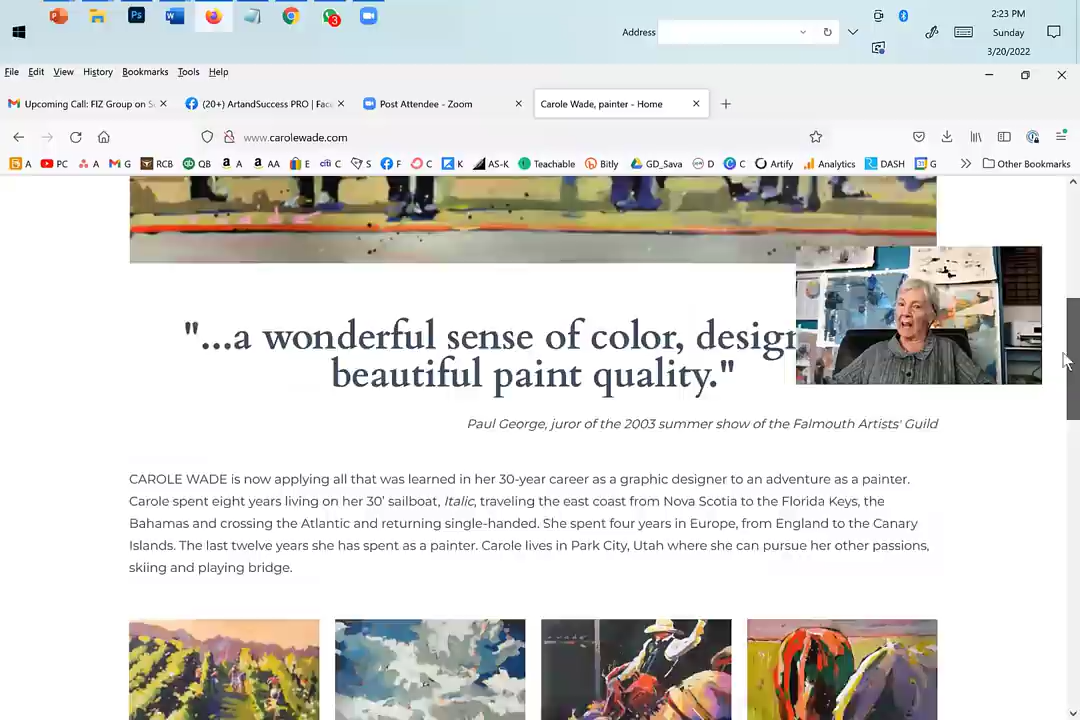 2:23 PM
Address
Sunday
3
3/20/2022
File Edit View History Bookmarks Tools Help
Upcoming Call: FIZ Group on S
(20+) ArtandSuccess PRO | Fac
Post Attendee - Zoom
Carole Wade, painter - Home
www.carolewade.com
A PC A G RCB QB A AA E citi C S F C K AS-K Teachable Bitly GD_Sava D C Artify Analytics DASH G Other Bookmarks
"...a wonderful sense of color, design
beautiful paint quality."
Paul George, juror of the 2003 summer show of the Falmouth Artists' Guild
CAROLE WADE is now applying all that was learned in her 30-year career as a graphic designer to an adventure as a painter.
Carole spent eight years living on her 30' sailboat, Italic, traveling the east coast from Nova Scotia to the Florida Keys, the
Bahamas and crossing the Atlantic and returning single-handed. She spent four years in Europe, from England to the Canary
Islands. The last twelve years she has spent as a painter. Carole lives in Park City, Utah where she can pursue her other passions,
skiing and playing bridge.